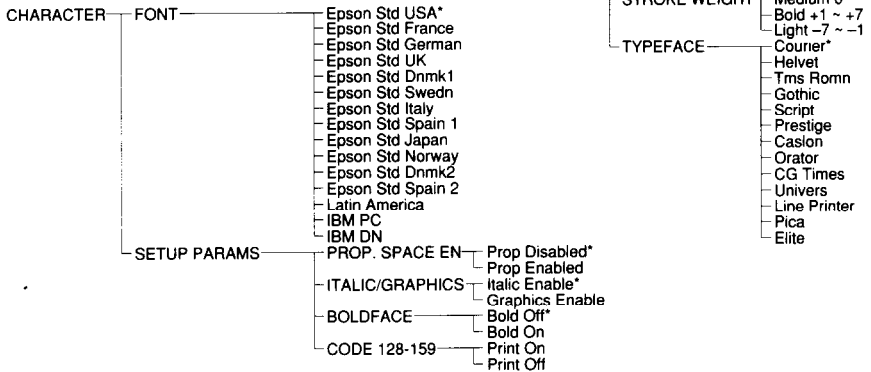 CHARACTER FONT Epson Std USA*
Epson Std France
Epson Std German
Epson Std UK
Epson Std Dnmk1
Epson Std Swedn
Epson Std Italy
Epson Std Spain 1
Epson Std Japan
Epson Std Norway
Epson Std Dnmk2
Epson Std Spain 2
Latin America
IBM PC
IBM DN
SETUP PARAMS PROP. SPACE EN Prop Disabled*
Prop Enabled
ITALIC/GRAPHICS Italic Enable*
Graphics Enable
BOLDFACE Bold Off*
Bold On
CODE 128-159 Print On
Print Off
STROKE WEIGHT Medium 0
Bold +1 ~ +7
Light –7 ~ –1
TYPEFACE Courier*
Helvet
Tms Romn
Gothic
Script
Prestige
Caslon
Orator
CG Times
Univers
Line Printer
Pica
Elite